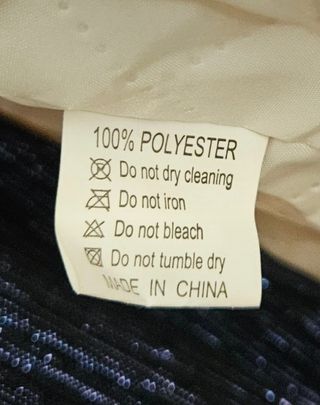 100% POLYESTER
Do not dry cleaning
Do not iron
Do not bleach
Do not tumble dry
MADE IN CHINA